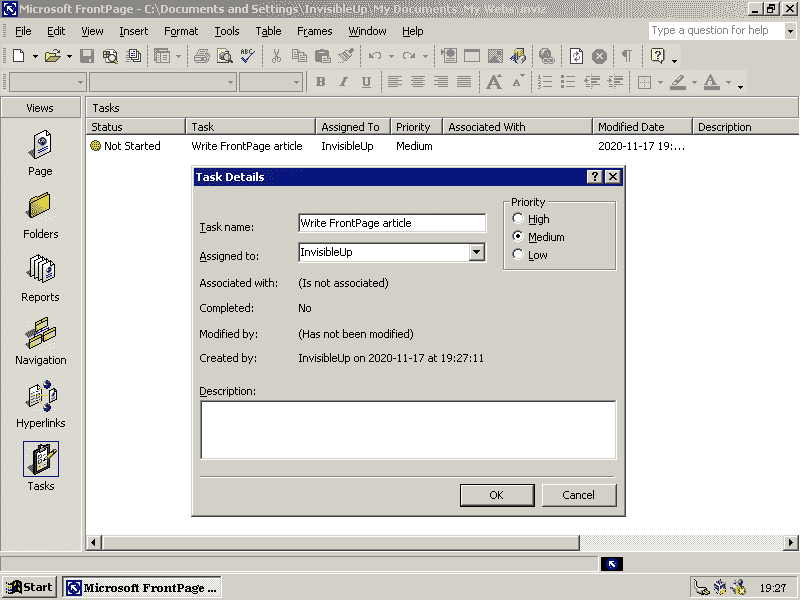 Microsoft FrontPage - C:\Documents and Settings\InvisibleUp\My Documents\My Webs\inviz
File Edit View Insert Format Tools Table Frames Window Help
Type a question for help
B I U A A A
Views
Tasks
Status Task Assigned To Priority Associated With Modified Date Description
Not Started Write FrontPage article InvisibleUp Medium 2020-11-17 19:...
Page
Folders
Reports
Navigation
Hyperlinks
Tasks
Task Details
Task name: Write FrontPage article
Assigned to: InvisibleUp
Associated with: (Is not associated)
Completed: No
Modified by: (Has not been modified)
Created by: InvisibleUp on 2020-11-17 at 19:27:11
Priority
High
Medium
Low
Description:
OK Cancel
Start Microsoft FrontPage ... 19:27